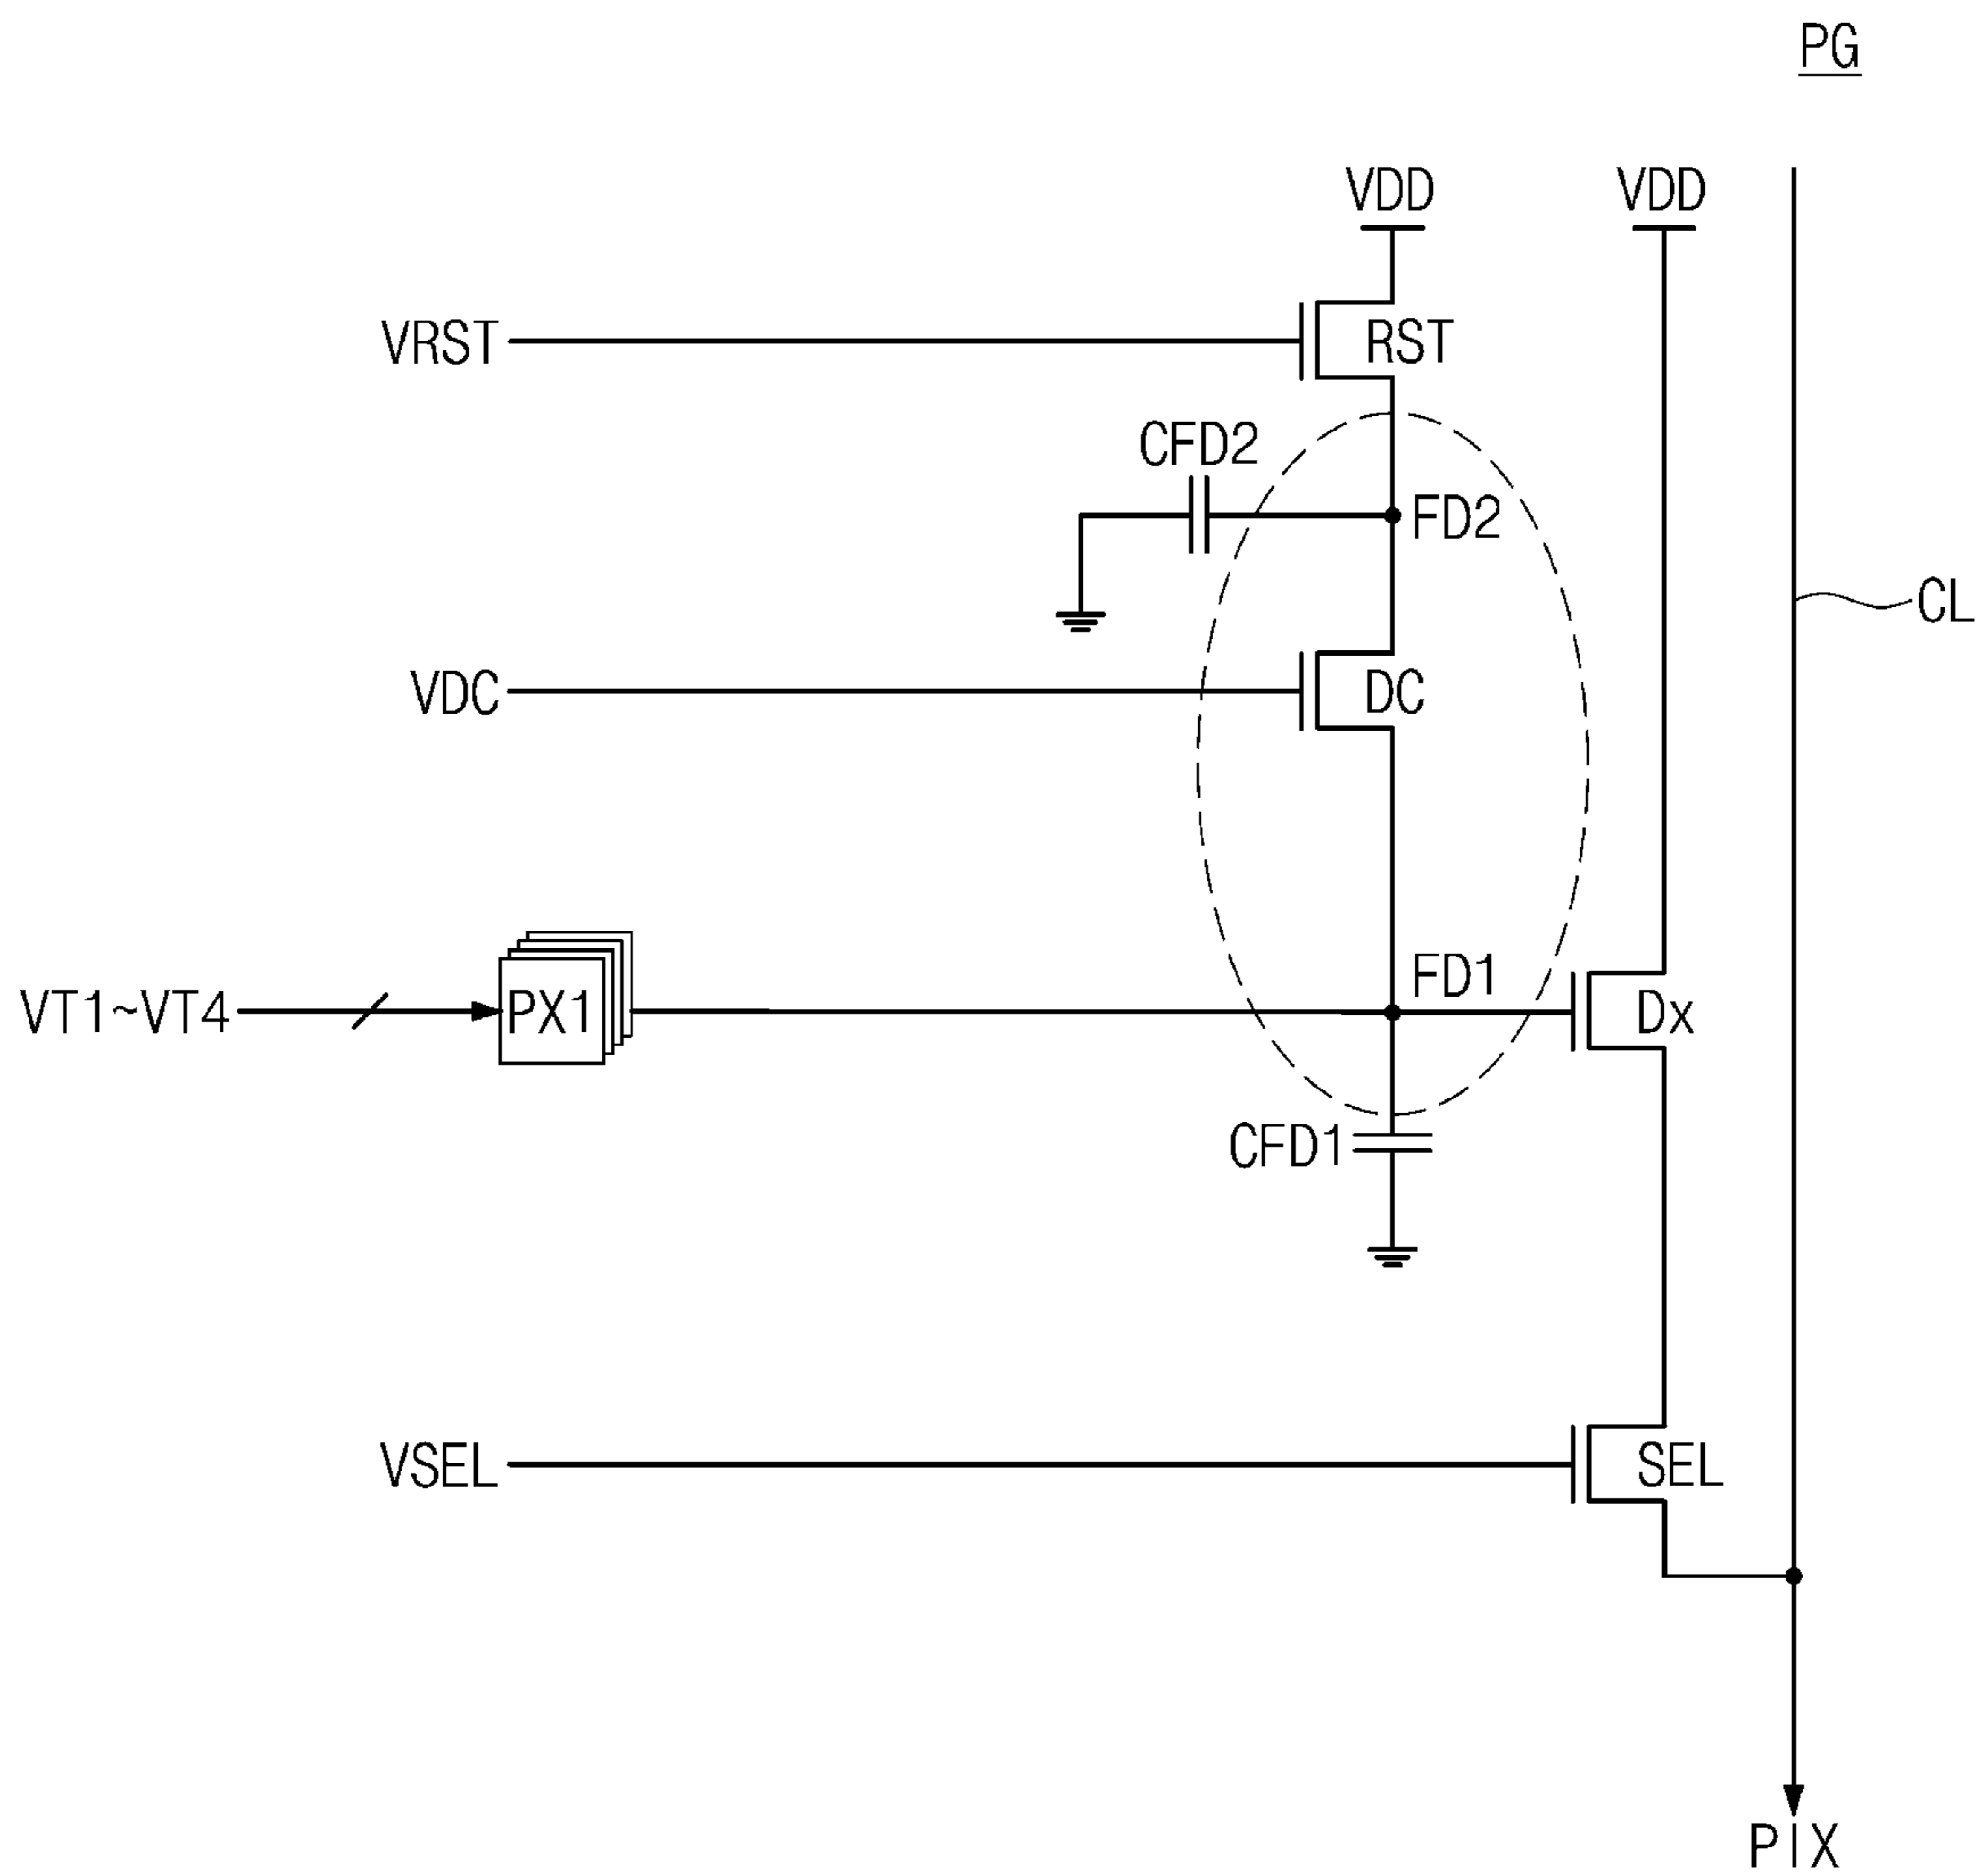 PG
VDD
VDD
VRST
RST
CFD2
FD2
CL
VDC
DC
FD1
VT1~VT4
PX1
Dx
CFD1
VSEL
SEL
PIX